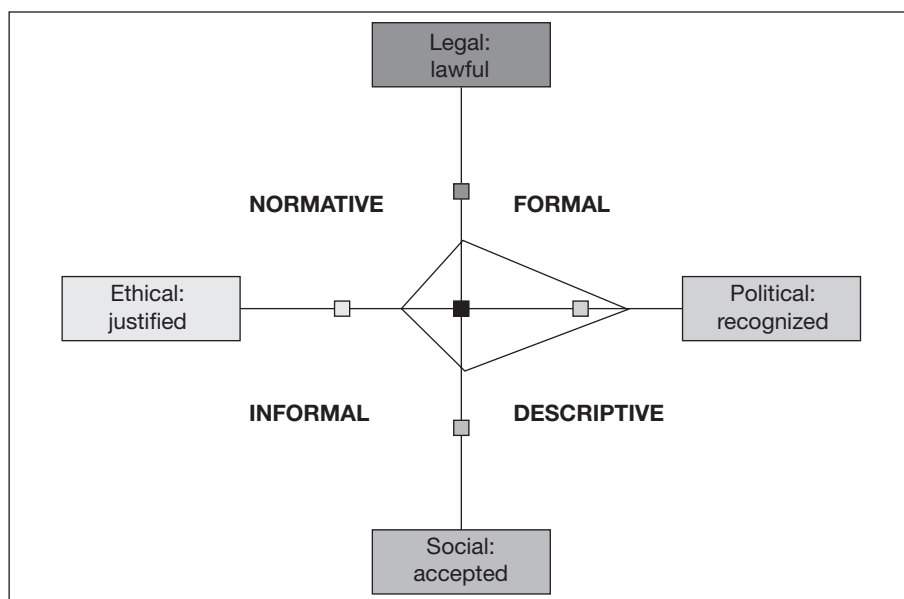 Legal:
lawful
NORMATIVE
FORMAL
Ethical:
justified
Political:
recognized
INFORMAL
DESCRIPTIVE
Social:
accepted